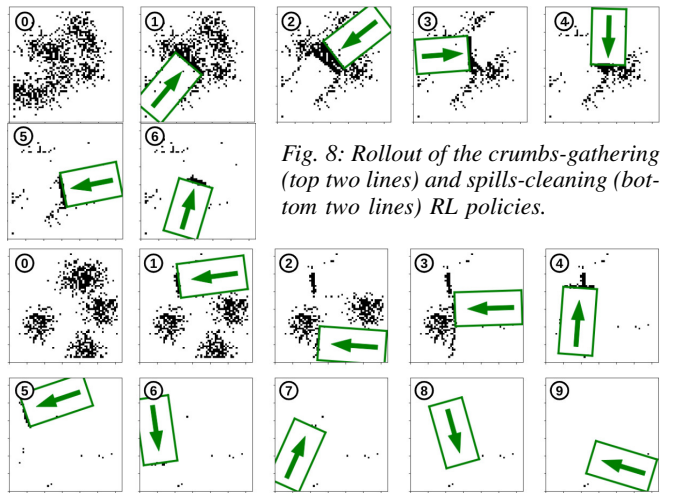 0 1 2 3 4
5 6
Fig. 8: Rollout of the crumbs-gathering
(top two lines) and spills-cleaning (bot-
tom two lines) RL policies.
0 1 2 3 4
5 6 7 8 9